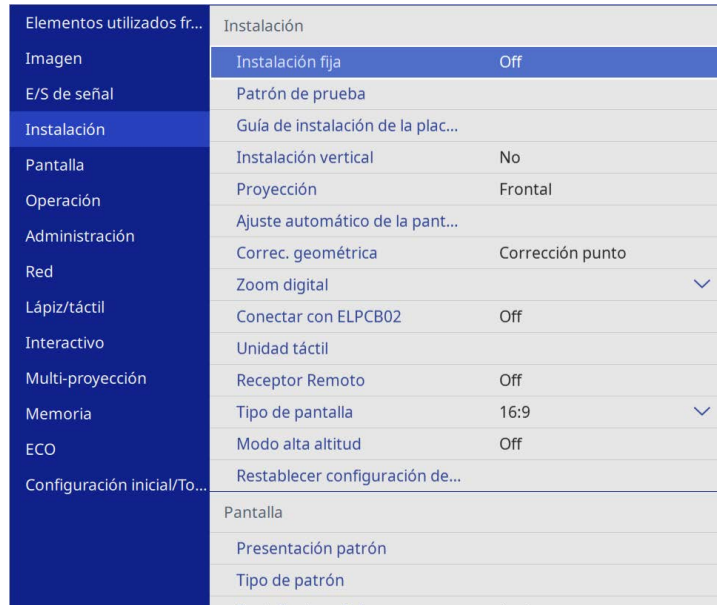 Elementos utilizados fr...
Imagen
E/S de señal
Instalación
Pantalla
Operación
Administración
Red
Lápiz/táctil
Interactivo
Multi-proyección
Memoria
ECO
Configuración inicial/To...
Instalación
Instalación fija Off
Patrón de prueba
Guía de instalación de la plac...
Instalación vertical No
Proyección Frontal
Ajuste automático de la pant...
Correc. geométrica Corrección punto
Zoom digital
Conectar con ELPCB02 Off
Unidad táctil
Receptor Remoto Off
Tipo de pantalla 16:9
Modo alta altitud Off
Restablecer configuración de...
Pantalla
Presentación patrón
Tipo de patrón